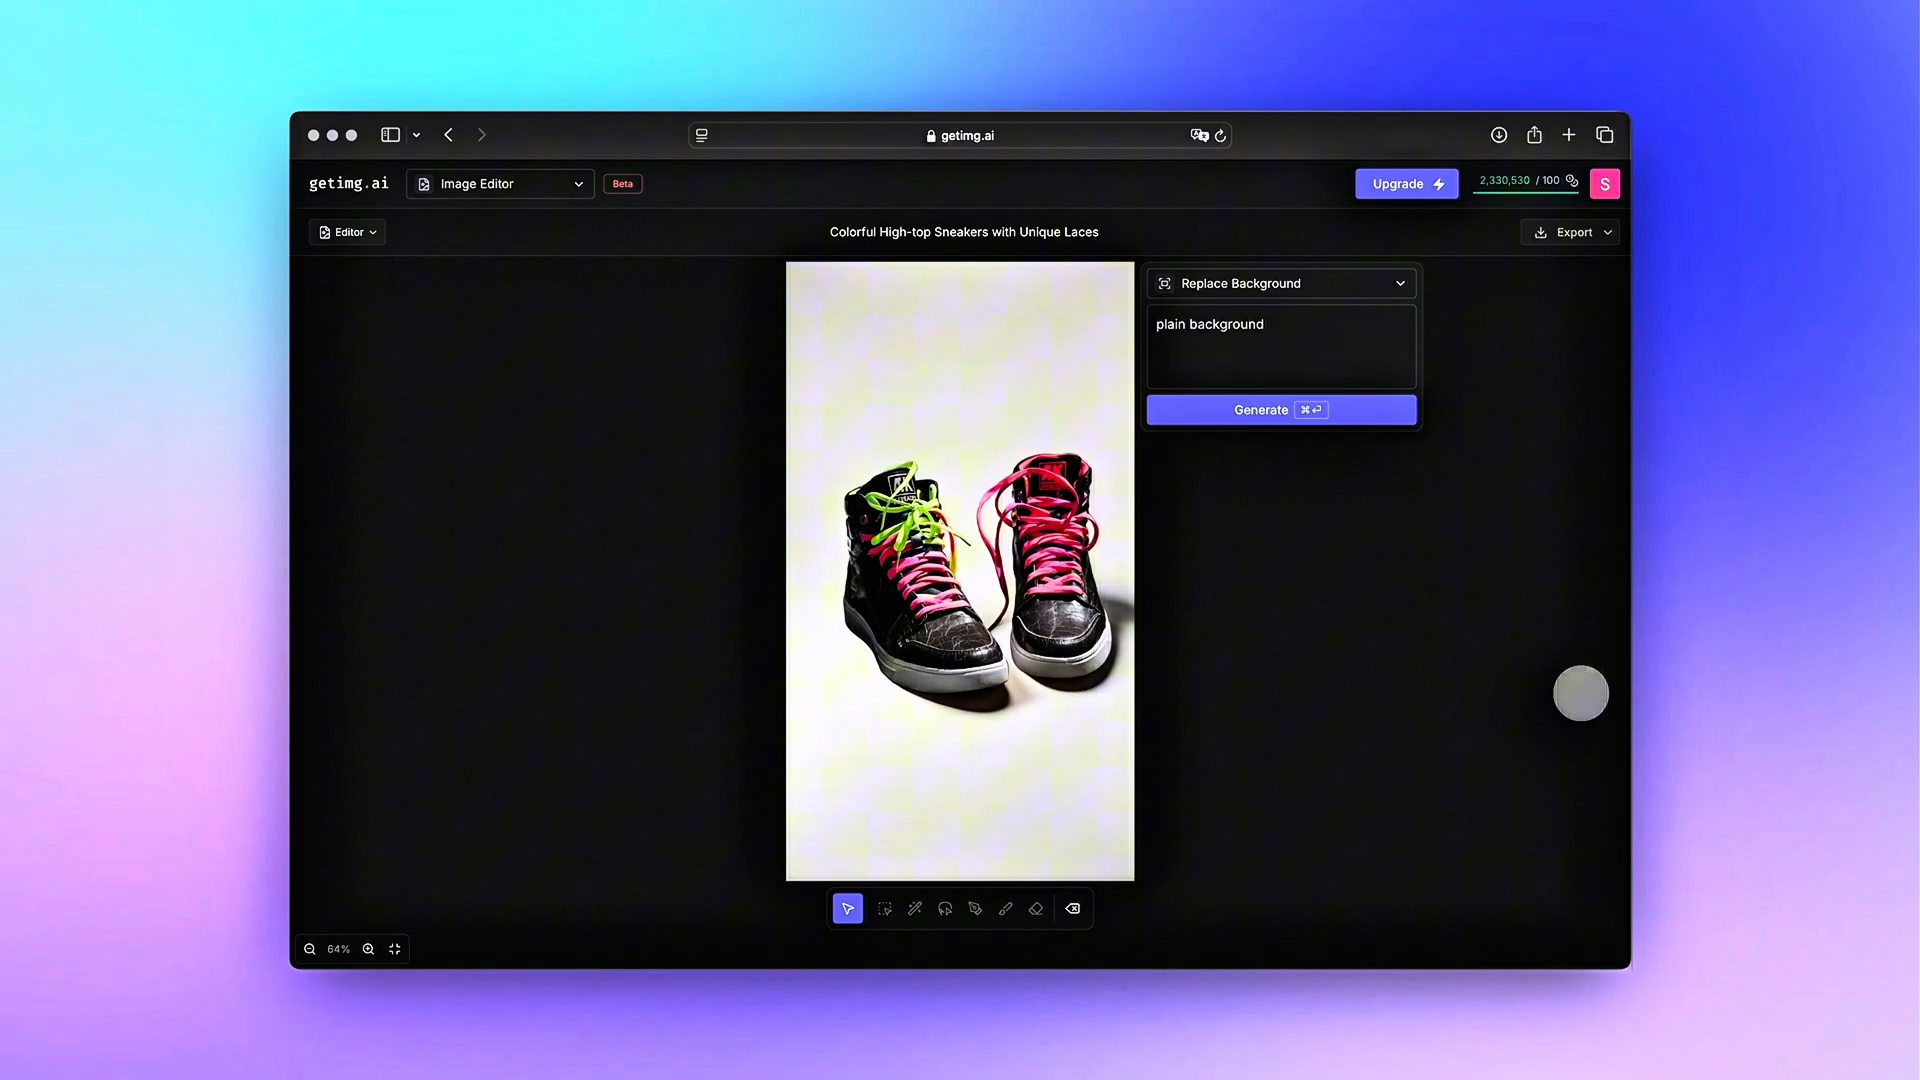 getimg.ai
getimg.ai
Image Editor
Beta
Upgrade
2,330,530 / 100
S
Editor
Colorful High-top Sneakers with Unique Laces
Export
Replace Background
plain background
Generate ⌘↵
64%